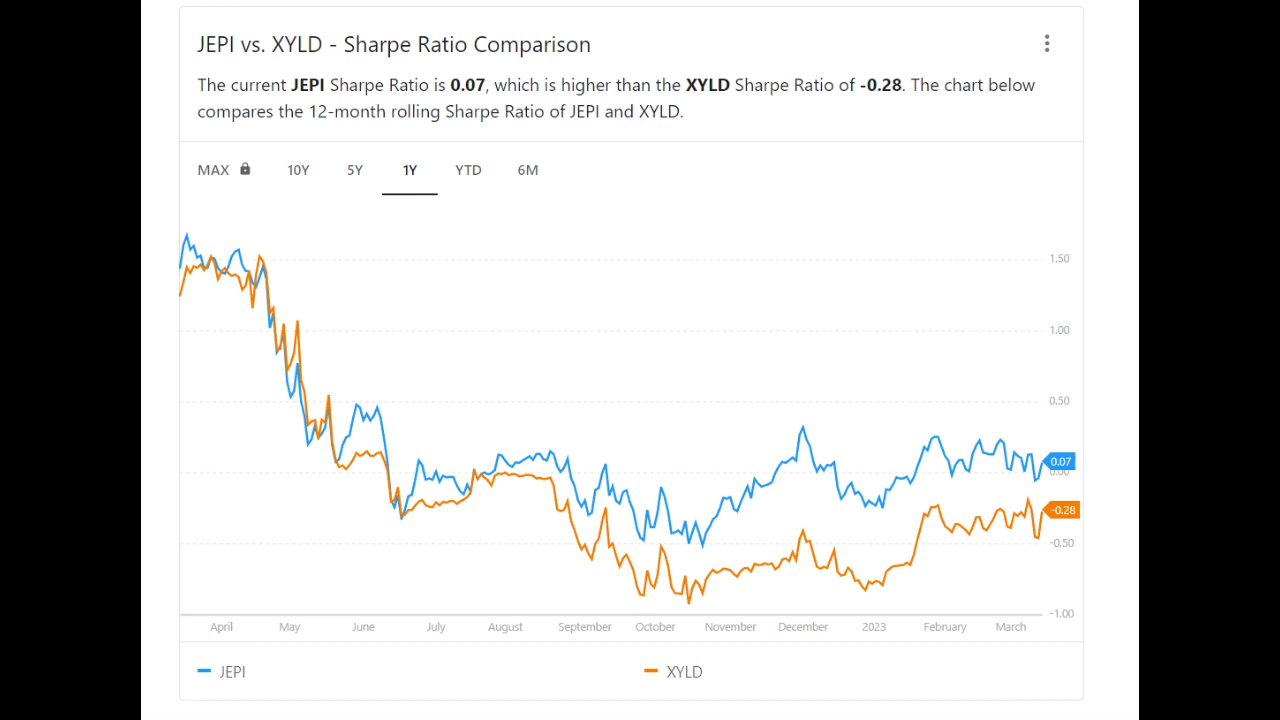 JEPI vs. XYLD - Sharpe Ratio Comparison
The current JEPI Sharpe Ratio is 0.07, which is higher than the XYLD Sharpe Ratio of -0.28. The chart below
compares the 12-month rolling Sharpe Ratio of JEPI and XYLD.
MAX 10Y 5Y 1Y YTD 6M
1.50
1.00
0.50
0.07
0.00
-0.28
-0.50
-1.00
April May June July August September October November December 2023 February March
JEPI XYLD